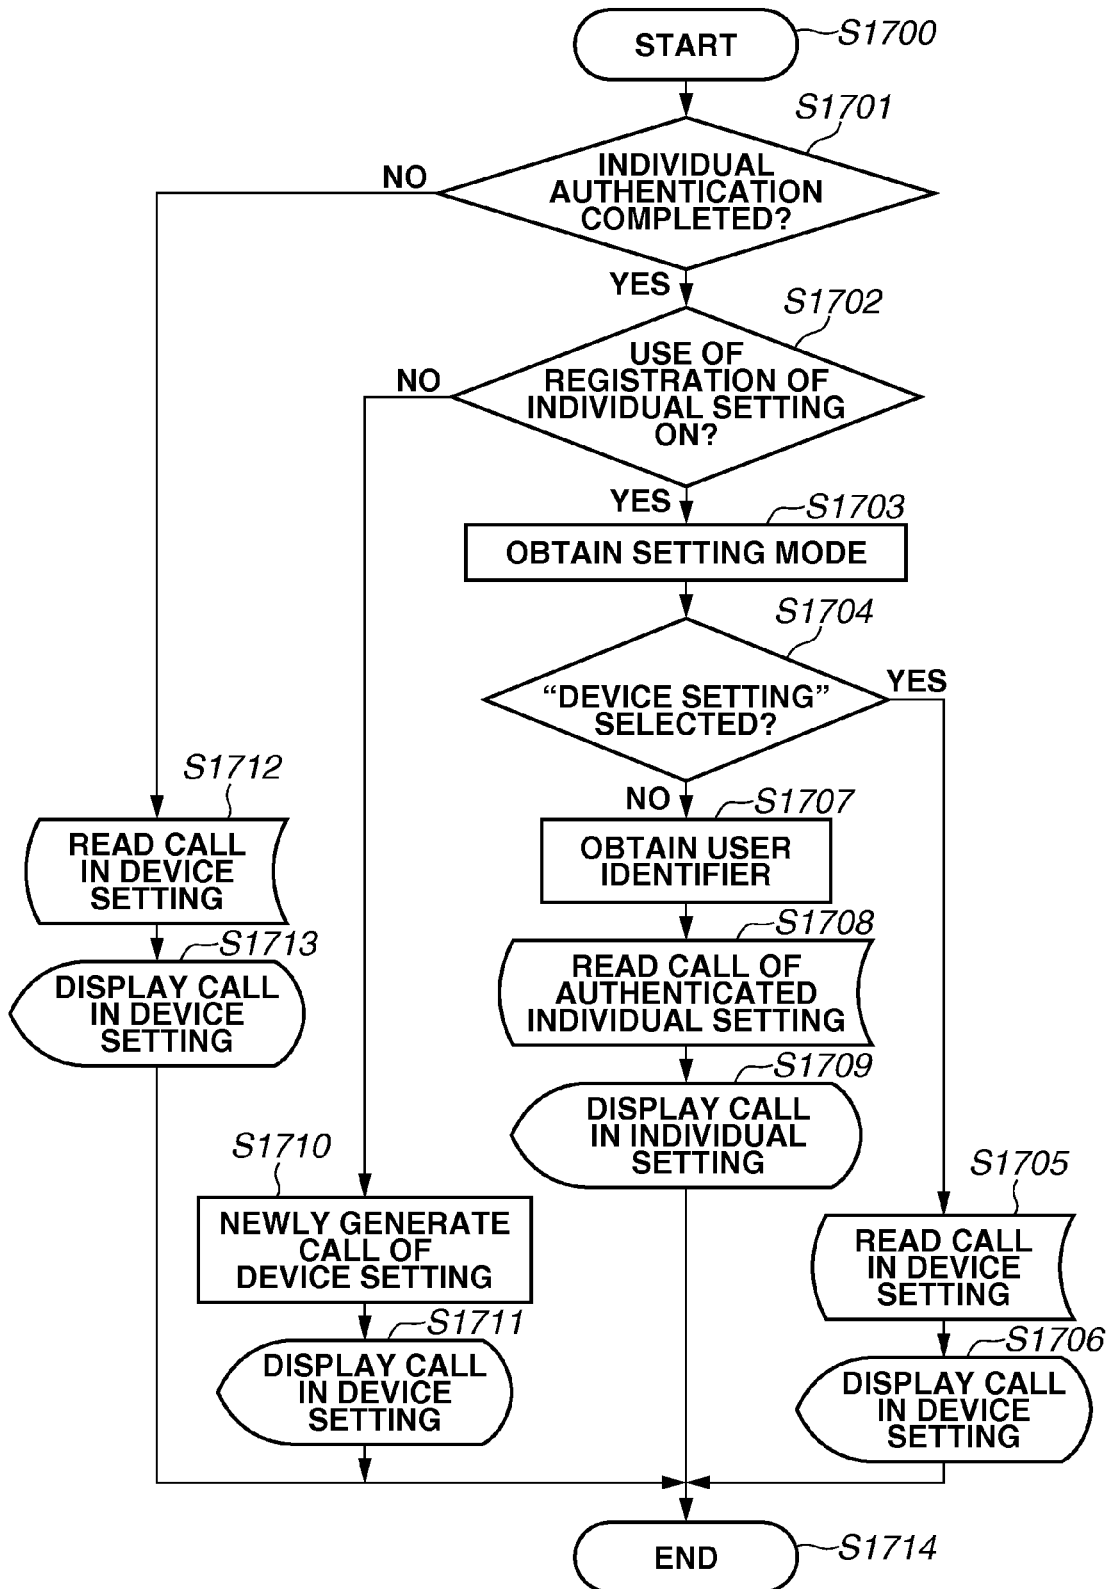 START
S1700
S1701
INDIVIDUAL
AUTHENTICATION
COMPLETED?
NO
YES
S1702
USE OF
REGISTRATION OF
INDIVIDUAL SETTING
ON?
NO
YES
S1703
OBTAIN SETTING MODE
S1704
“DEVICE SETTING”
SELECTED?
YES
NO
S1707
OBTAIN USER
IDENTIFIER
S1708
READ CALL OF
AUTHENTICATED
INDIVIDUAL SETTING
S1709
DISPLAY CALL
IN INDIVIDUAL
SETTING
S1712
READ CALL
IN DEVICE
SETTING
S1713
DISPLAY CALL
IN DEVICE
SETTING
S1710
NEWLY GENERATE
CALL OF
DEVICE SETTING
S1711
DISPLAY CALL
IN DEVICE
SETTING
S1705
READ CALL
IN DEVICE
SETTING
S1706
DISPLAY CALL
IN DEVICE
SETTING
END
S1714